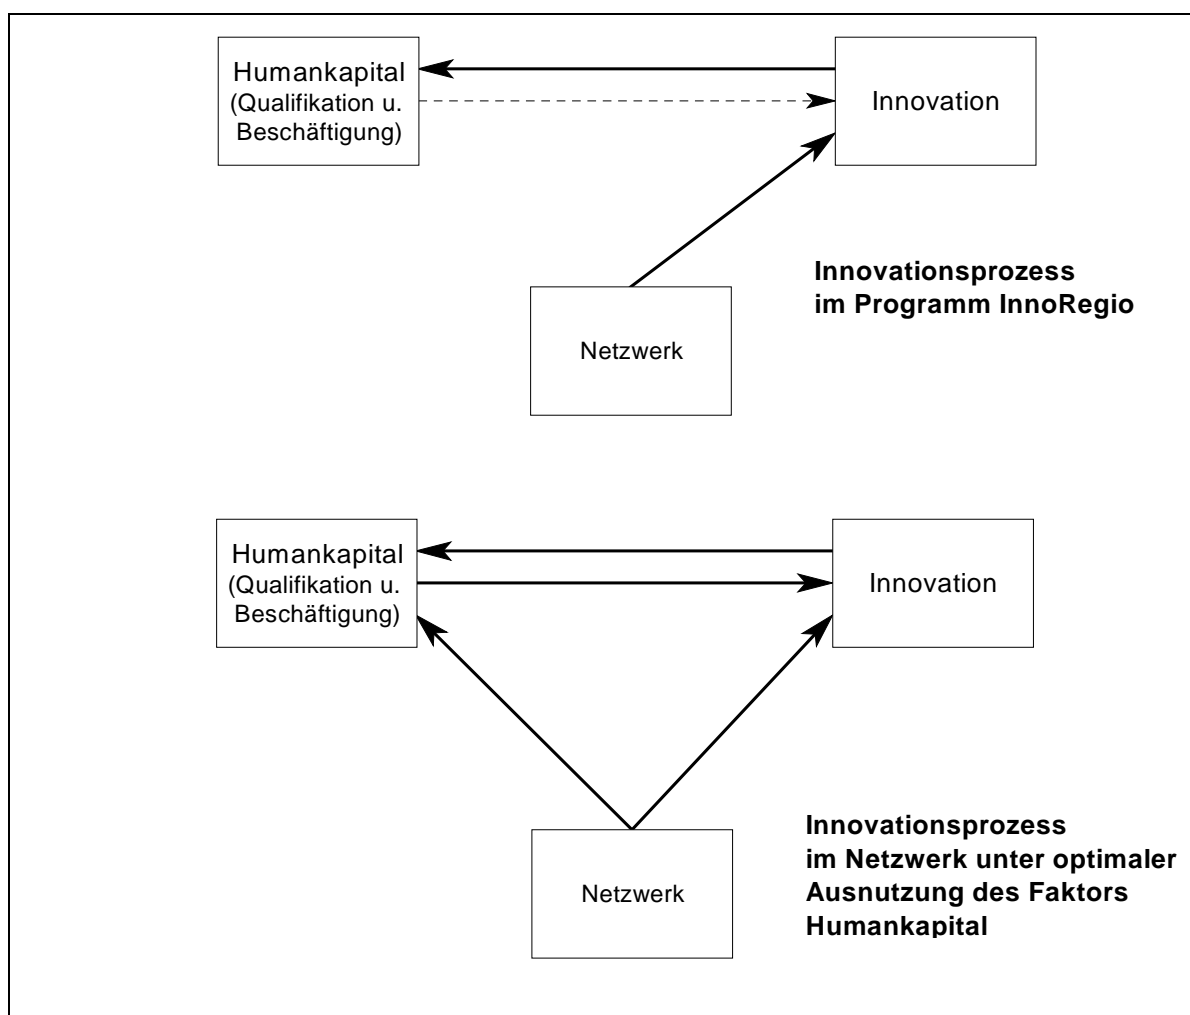 Humankapital
(Qualifikation u.
Beschäftigung)
Innovation
Innovationsprozess
im Programm InnoRegio
Netzwerk
Humankapital
(Qualifikation u.
Beschäftigung)
Innovation
Innovationsprozess
im Netzwerk unter optimaler
Ausnutzung des Faktors
Humankapital
Netzwerk